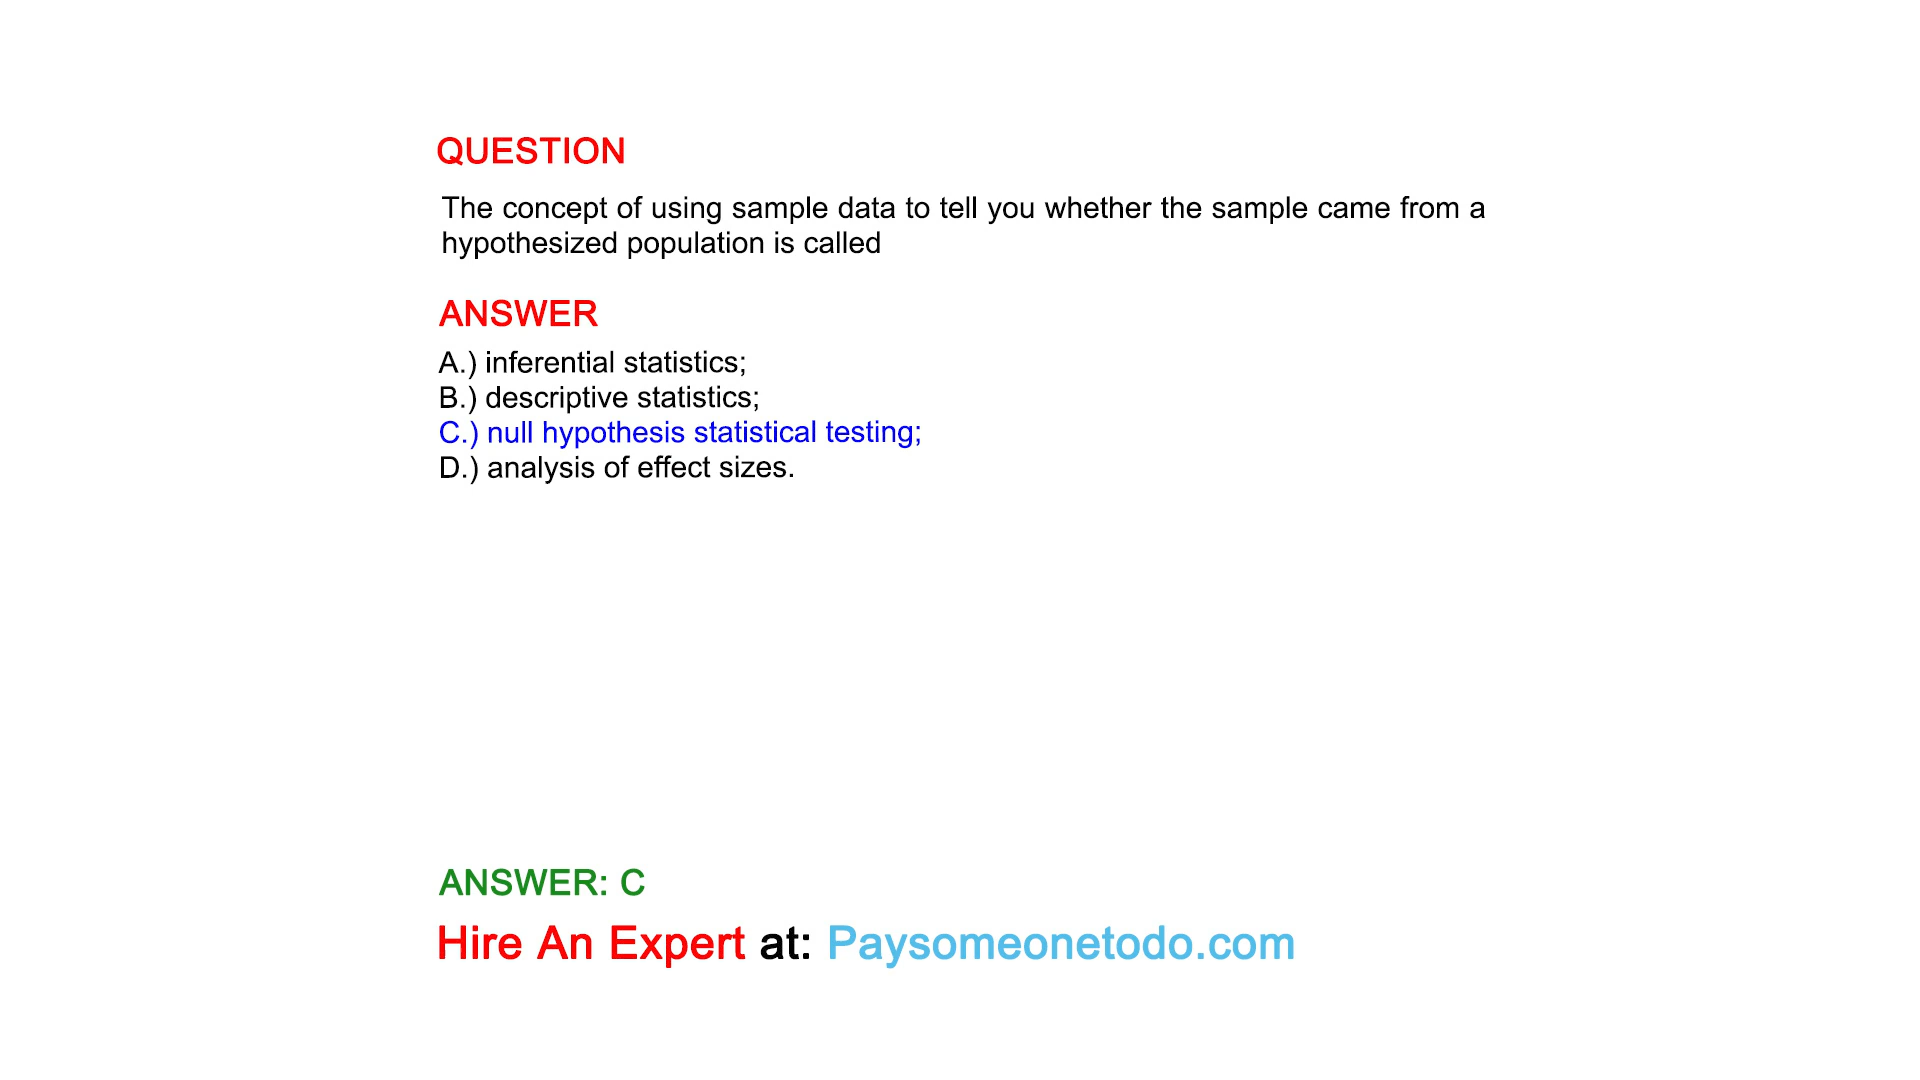 QUESTION
The concept of using sample data to tell you whether the sample came from a
hypothesized population is called
ANSWER
A.) inferential statistics;
B.) descriptive statistics;
C.) null hypothesis statistical testing;
D.) analysis of effect sizes.
ANSWER: C
Hire An Expert at: Paysomeonetodo.com